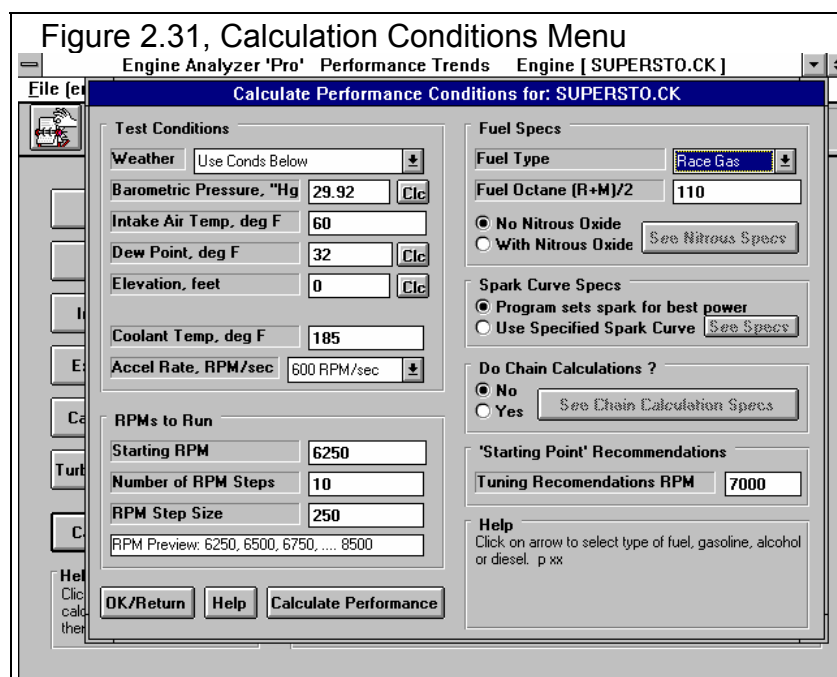 Figure 2.31, Calculation Conditions Menu
Engine Analyzer 'Pro' Performance Trends Engine [ SUPERSTO.CK ]
Calculate Performance Conditions for: SUPERSTO.CK
Test Conditions
Weather Use Conds Below
Barometric Pressure, "Hg 29.92 Clc
Intake Air Temp, deg F 60
Dew Point, deg F 32 Clc
Elevation, feet 0 Clc
Coolant Temp, deg F 185
Accel Rate, RPM/sec 600 RPM/sec
RPMs to Run
Starting RPM 6250
Number of RPM Steps 10
RPM Step Size 250
RPM Preview: 6250, 6500, 6750, .... 8500
OK/Return Help Calculate Performance
Fuel Specs
Fuel Type Race Gas
Fuel Octane (R+M)/2 110
No Nitrous Oxide
With Nitrous Oxide See Nitrous Specs
Spark Curve Specs
Program sets spark for best power
Use Specified Spark Curve See Specs
Do Chain Calculations ?
No
Yes See Chain Calculation Specs
'Starting Point' Recommendations
Tuning Recomendations RPM 7000
Help
Click on arrow to select type of fuel, gasoline, alcohol
or diesel. p xx